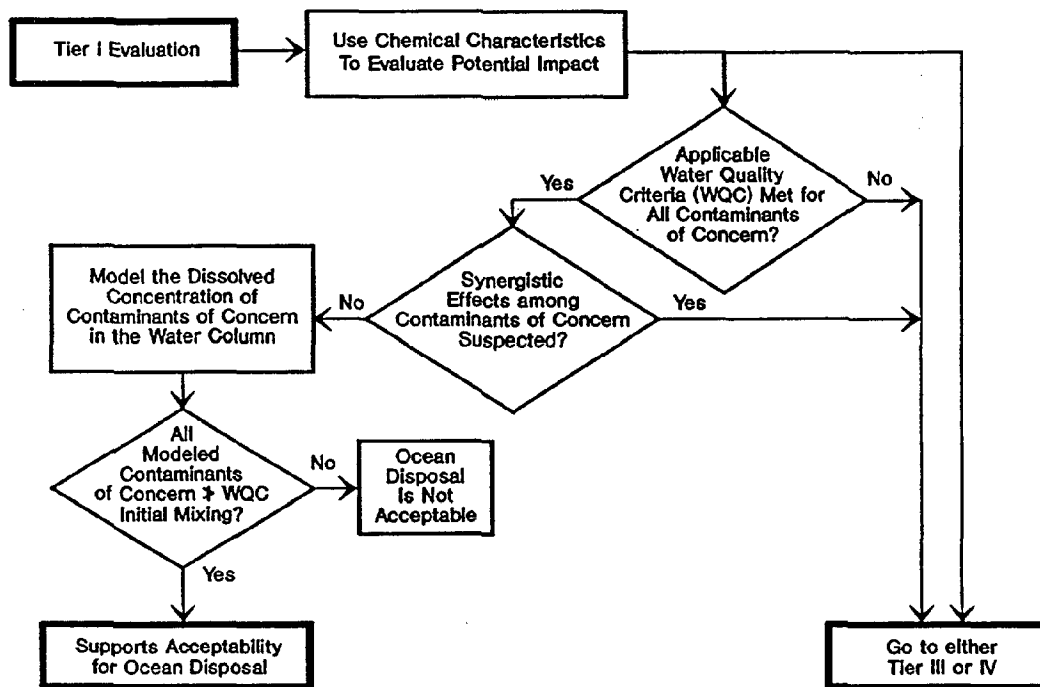 Tier I Evaluation
Use Chemical Characteristics
To Evaluate Potential Impact
Applicable
Water Quality
Criteria (WQC) Met for
All Contaminants
of Concern?
Yes
No
Synergistic
Effects among
Contaminants of Concern
Suspected?
No
Yes
Model the Dissolved
Concentration of
Contaminants of Concern
in the Water Column
All
Modeled
Contaminants
of Concern ≯ WQC
Initial Mixing?
No
Yes
Ocean
Disposal
Is Not
Acceptable
Supports Acceptability
for Ocean Disposal
Go to either
Tier III or IV